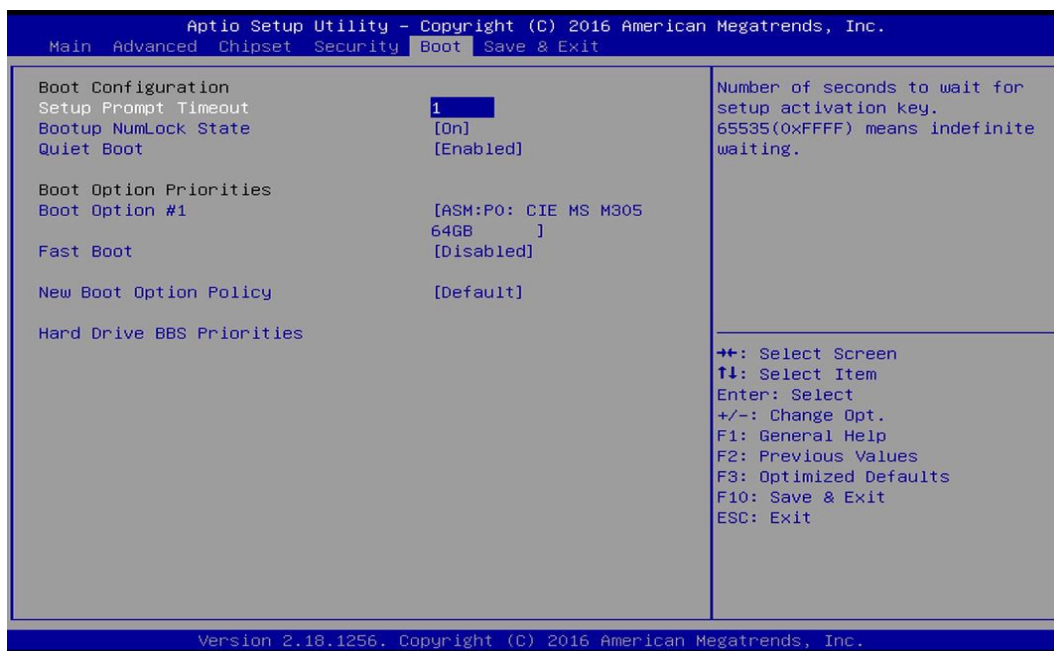 Aptio Setup Utility – Copyright (C) 2016 American Megatrends, Inc.
Main Advanced Chipset Security Boot Save & Exit
Boot Configuration
Setup Prompt Timeout 1
Bootup NumLock State [On]
Quiet Boot [Enabled]
Boot Option Priorities
Boot Option #1 [ASM:P0: CIE MS M305
64GB ]
Fast Boot [Disabled]
New Boot Option Policy [Default]
Hard Drive BBS Priorities
Number of seconds to wait for
setup activation key.
65535(0xFFFF) means indefinite
waiting.
→←: Select Screen
↑↓: Select Item
Enter: Select
+/-: Change Opt.
F1: General Help
F2: Previous Values
F3: Optimized Defaults
F10: Save & Exit
ESC: Exit
Version 2.18.1256. Copyright (C) 2016 American Megatrends, Inc.